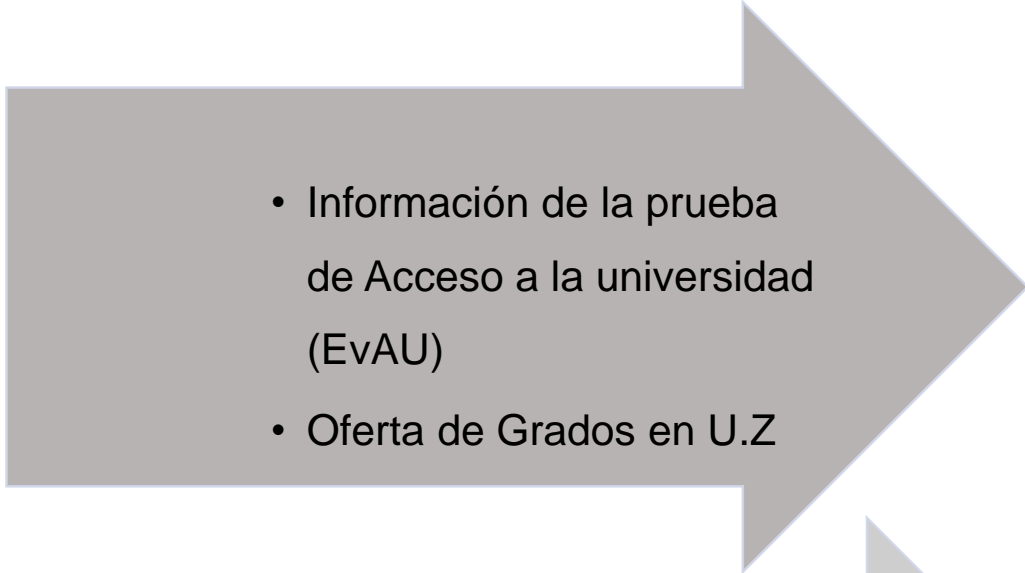 • Información de la prueba
de Acceso a la universidad
(EvAU)
• Oferta de Grados en U.Z